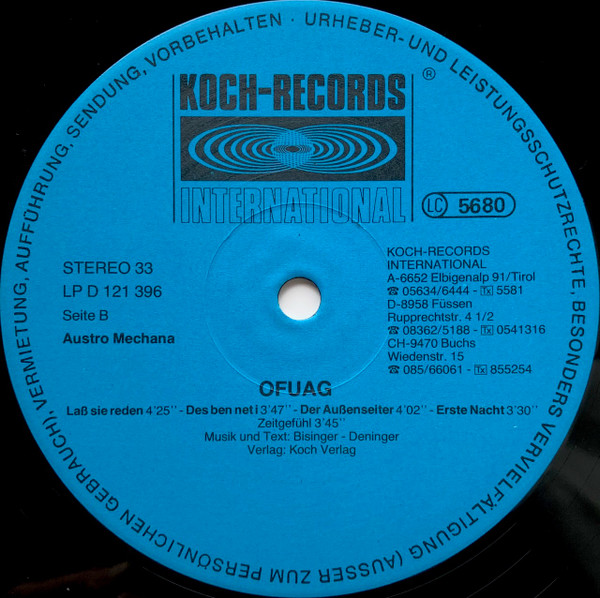 URHEBER- UND LEISTUNGSSCHUTZRECHTE, BESONDERS VERVIELFÄLTIGUNG (AUSSER ZUM PERSÖNLICHEN GEBRAUCH), VERMIETUNG, AUFFÜHRUNG, SENDUNG, VORBEHALTEN ·
KOCH-RECORDS
®
INTERNATIONAL
LC 5680
STEREO 33
LP D 121 396
Seite B
Austro Mechana
KOCH-RECORDS
INTERNATIONAL
A-6652 Elbigenalp 91/Tirol
☎ 05634/6444 - Tx 5581
D-8958 Füssen
Rupprechtstr. 4 1/2
☎ 08362/5188 - Tx 0541316
CH-9470 Buchs
Wiedenstr. 15
☎ 085/66061 - Tx 855254
OFUAG
Laß sie reden 4'25'' - Des ben net i 3'47'' - Der Außenseiter 4'02'' - Erste Nacht 3'30''
Zeitgefühl 3'45''
Musik und Text: Bisinger - Deninger
Verlag: Koch Verlag